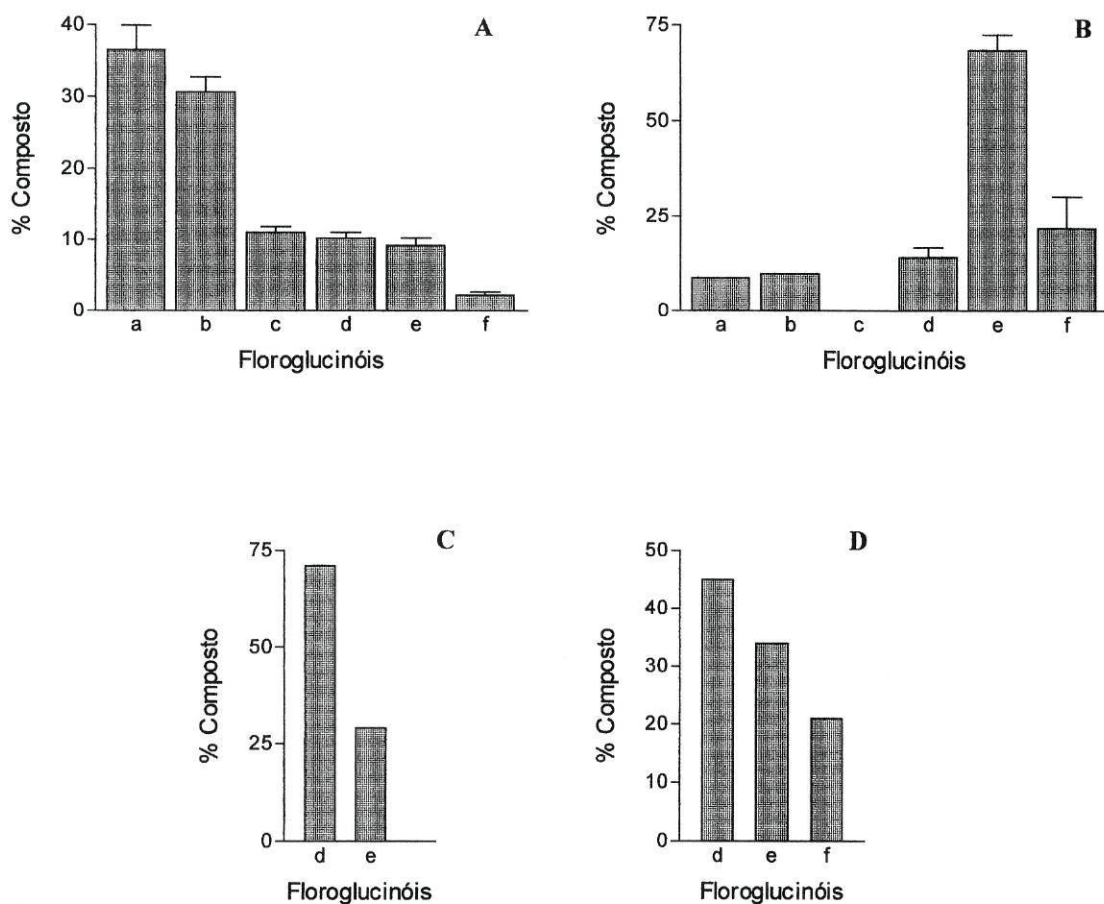 A
% Composto
40
30
20
10
0
a b c d e f
Floroglucinóis
B
% Composto
75
50
25
0
a b c d e f
Floroglucinóis
C
% Composto
75
50
25
0
d e
Floroglucinóis
D
% Composto
50
40
30
20
10
0
d e f
Floroglucinóis